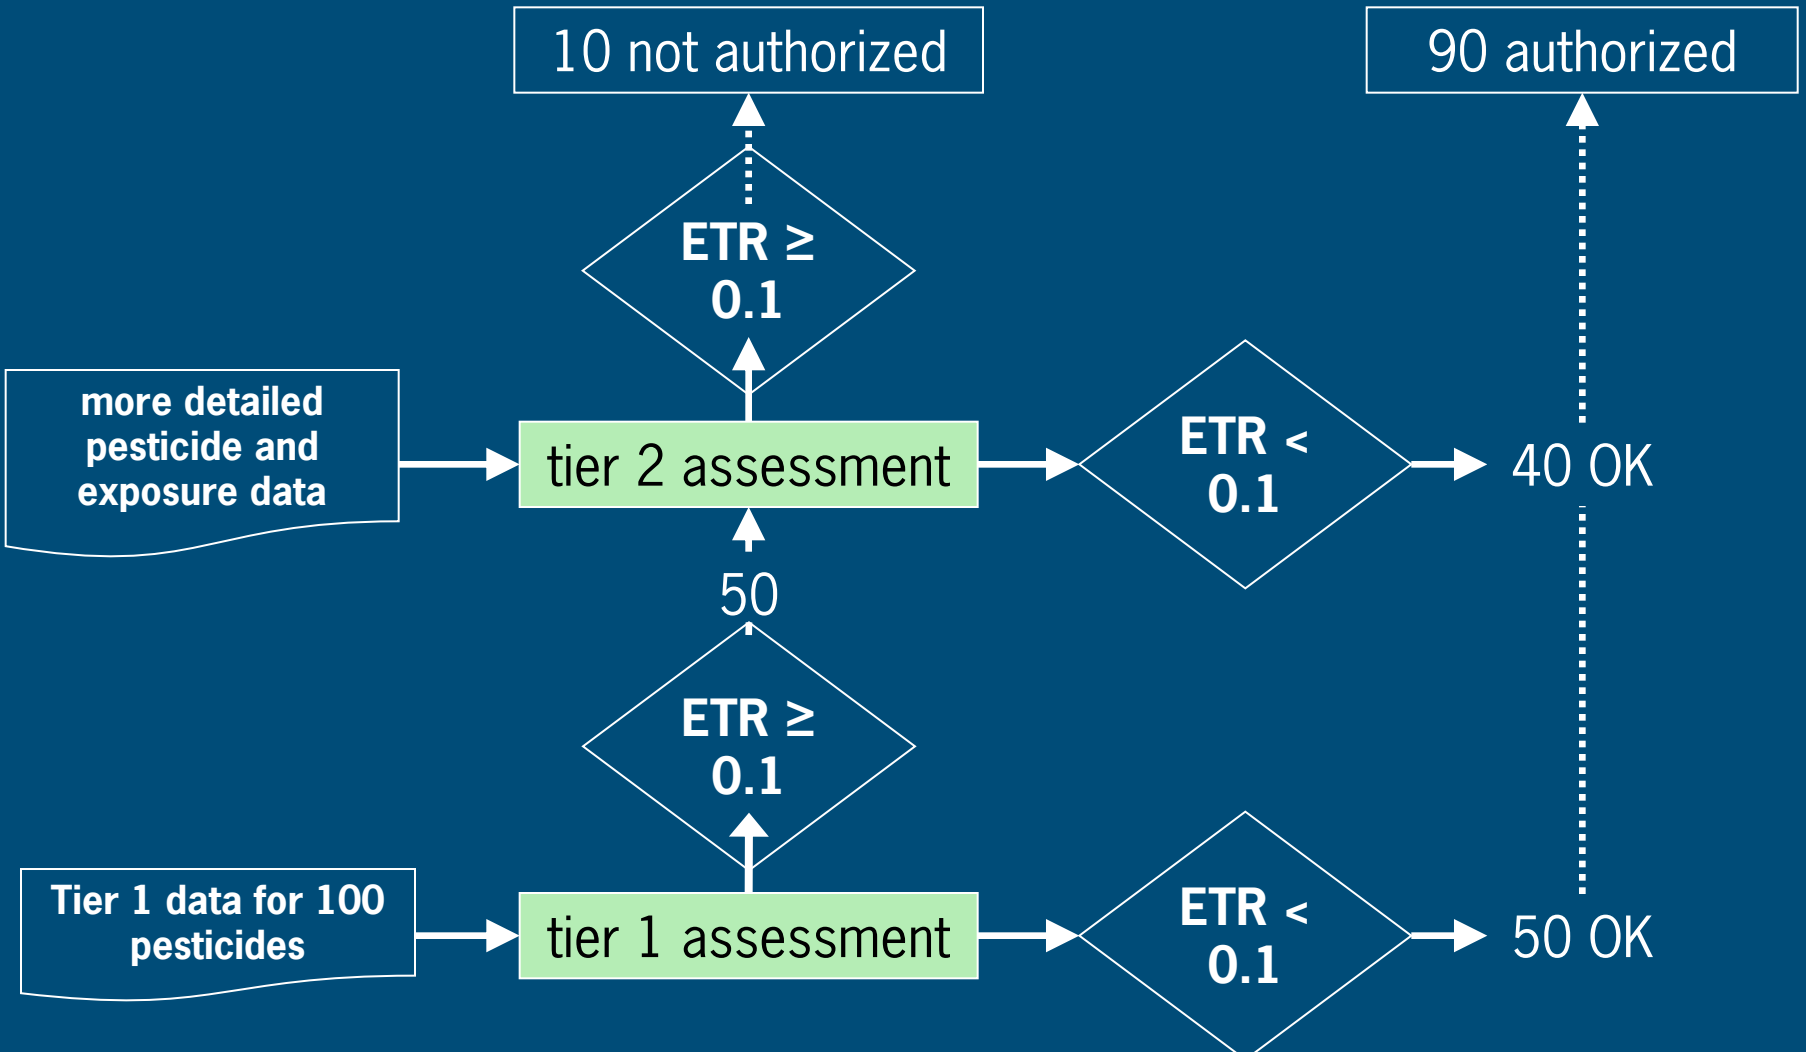 10 not authorized
90 authorized
ETR ≥
0.1
more detailed
pesticide and
exposure data
tier 2 assessment
ETR <
0.1
40 OK
50
ETR ≥
0.1
Tier 1 data for 100
pesticides
tier 1 assessment
ETR <
0.1
50 OK